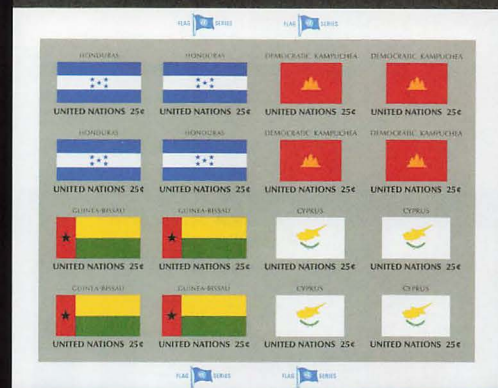 FLAG SERIES FLAG SERIES
HONDURAS HONDURAS DEMOCRATIC KAMPUCHEA DEMOCRATIC KAMPUCHEA
UNITED NATIONS 25¢ UNITED NATIONS 25¢ UNITED NATIONS 25¢ UNITED NATIONS 25¢
HONDURAS HONDURAS DEMOCRATIC KAMPUCHEA DEMOCRATIC KAMPUCHEA
UNITED NATIONS 25¢ UNITED NATIONS 25¢ UNITED NATIONS 25¢ UNITED NATIONS 25¢
GUINEA-BISSAU GUINEA-BISSAU CYPRUS CYPRUS
UNITED NATIONS 25¢ UNITED NATIONS 25¢ UNITED NATIONS 25¢ UNITED NATIONS 25¢
GUINEA-BISSAU GUINEA-BISSAU CYPRUS CYPRUS
UNITED NATIONS 25¢ UNITED NATIONS 25¢ UNITED NATIONS 25¢ UNITED NATIONS 25¢
FLAG SERIES FLAG SERIES